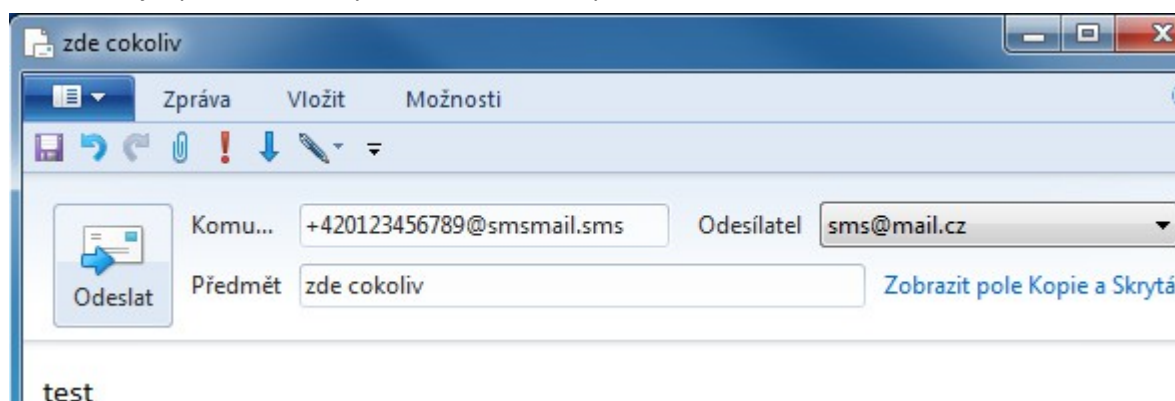 zde cokoliv
Zpráva Vložit Možnosti
Komu... +420123456789@smsmail.sms Odesílatel sms@mail.cz
Odeslat Předmět zde cokoliv Zobrazit pole Kopie a Skrytá
test